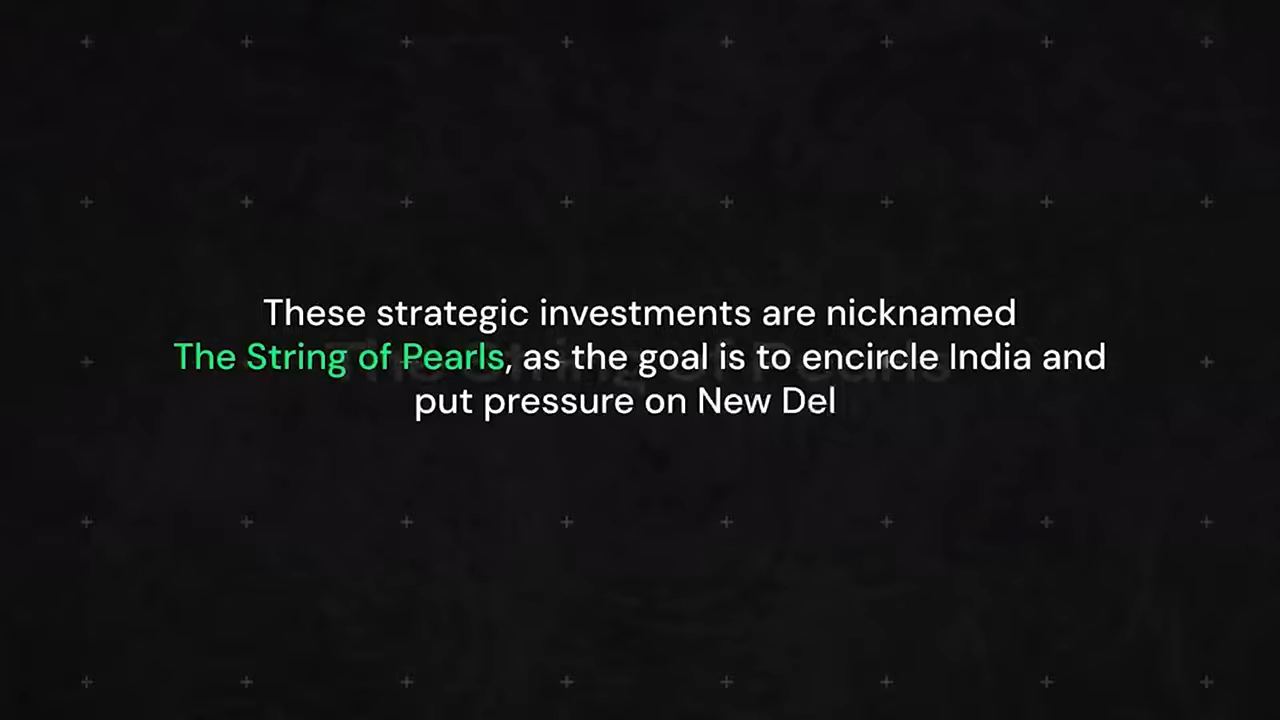 These strategic investments are nicknamed
The String of Pearls, as the goal is to encircle India and
put pressure on New Del